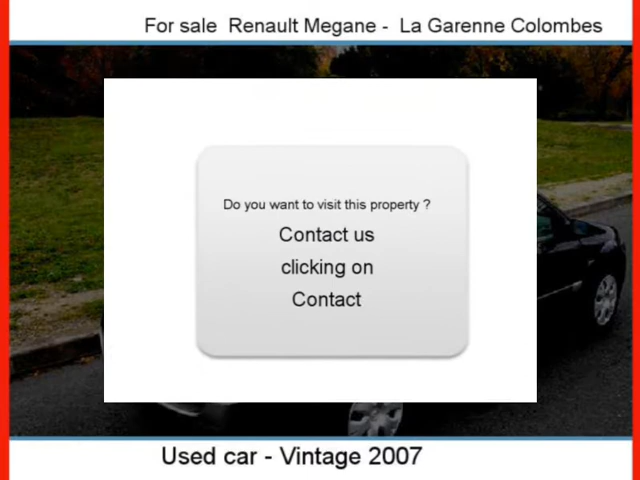 For sale  Renault Megane -  La Garenne Colombes
Do you want to visit this property ?
Contact us
clicking on
Contact
Used car - Vintage 2007